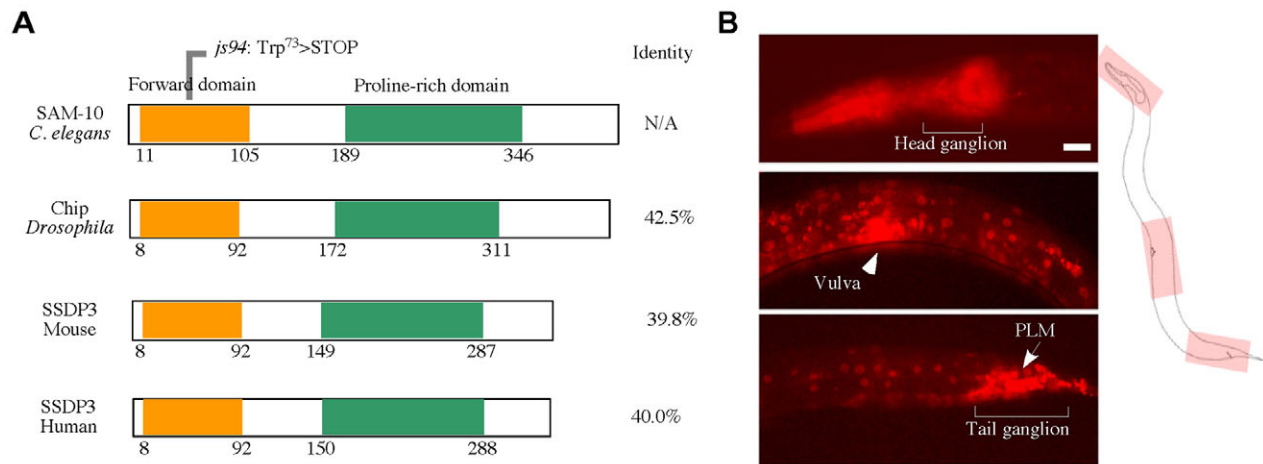 A
js94: Trp73>STOP
Identity
Forward domain
Proline-rich domain
SAM-10
C. elegans
N/A
11 105 189 346
Chip
Drosophila
42.5%
8 92 172 311
SSDP3
Mouse
39.8%
8 92 149 287
SSDP3
Human
40.0%
8 92 150 288
B
Head ganglion
Vulva
PLM
Tail ganglion